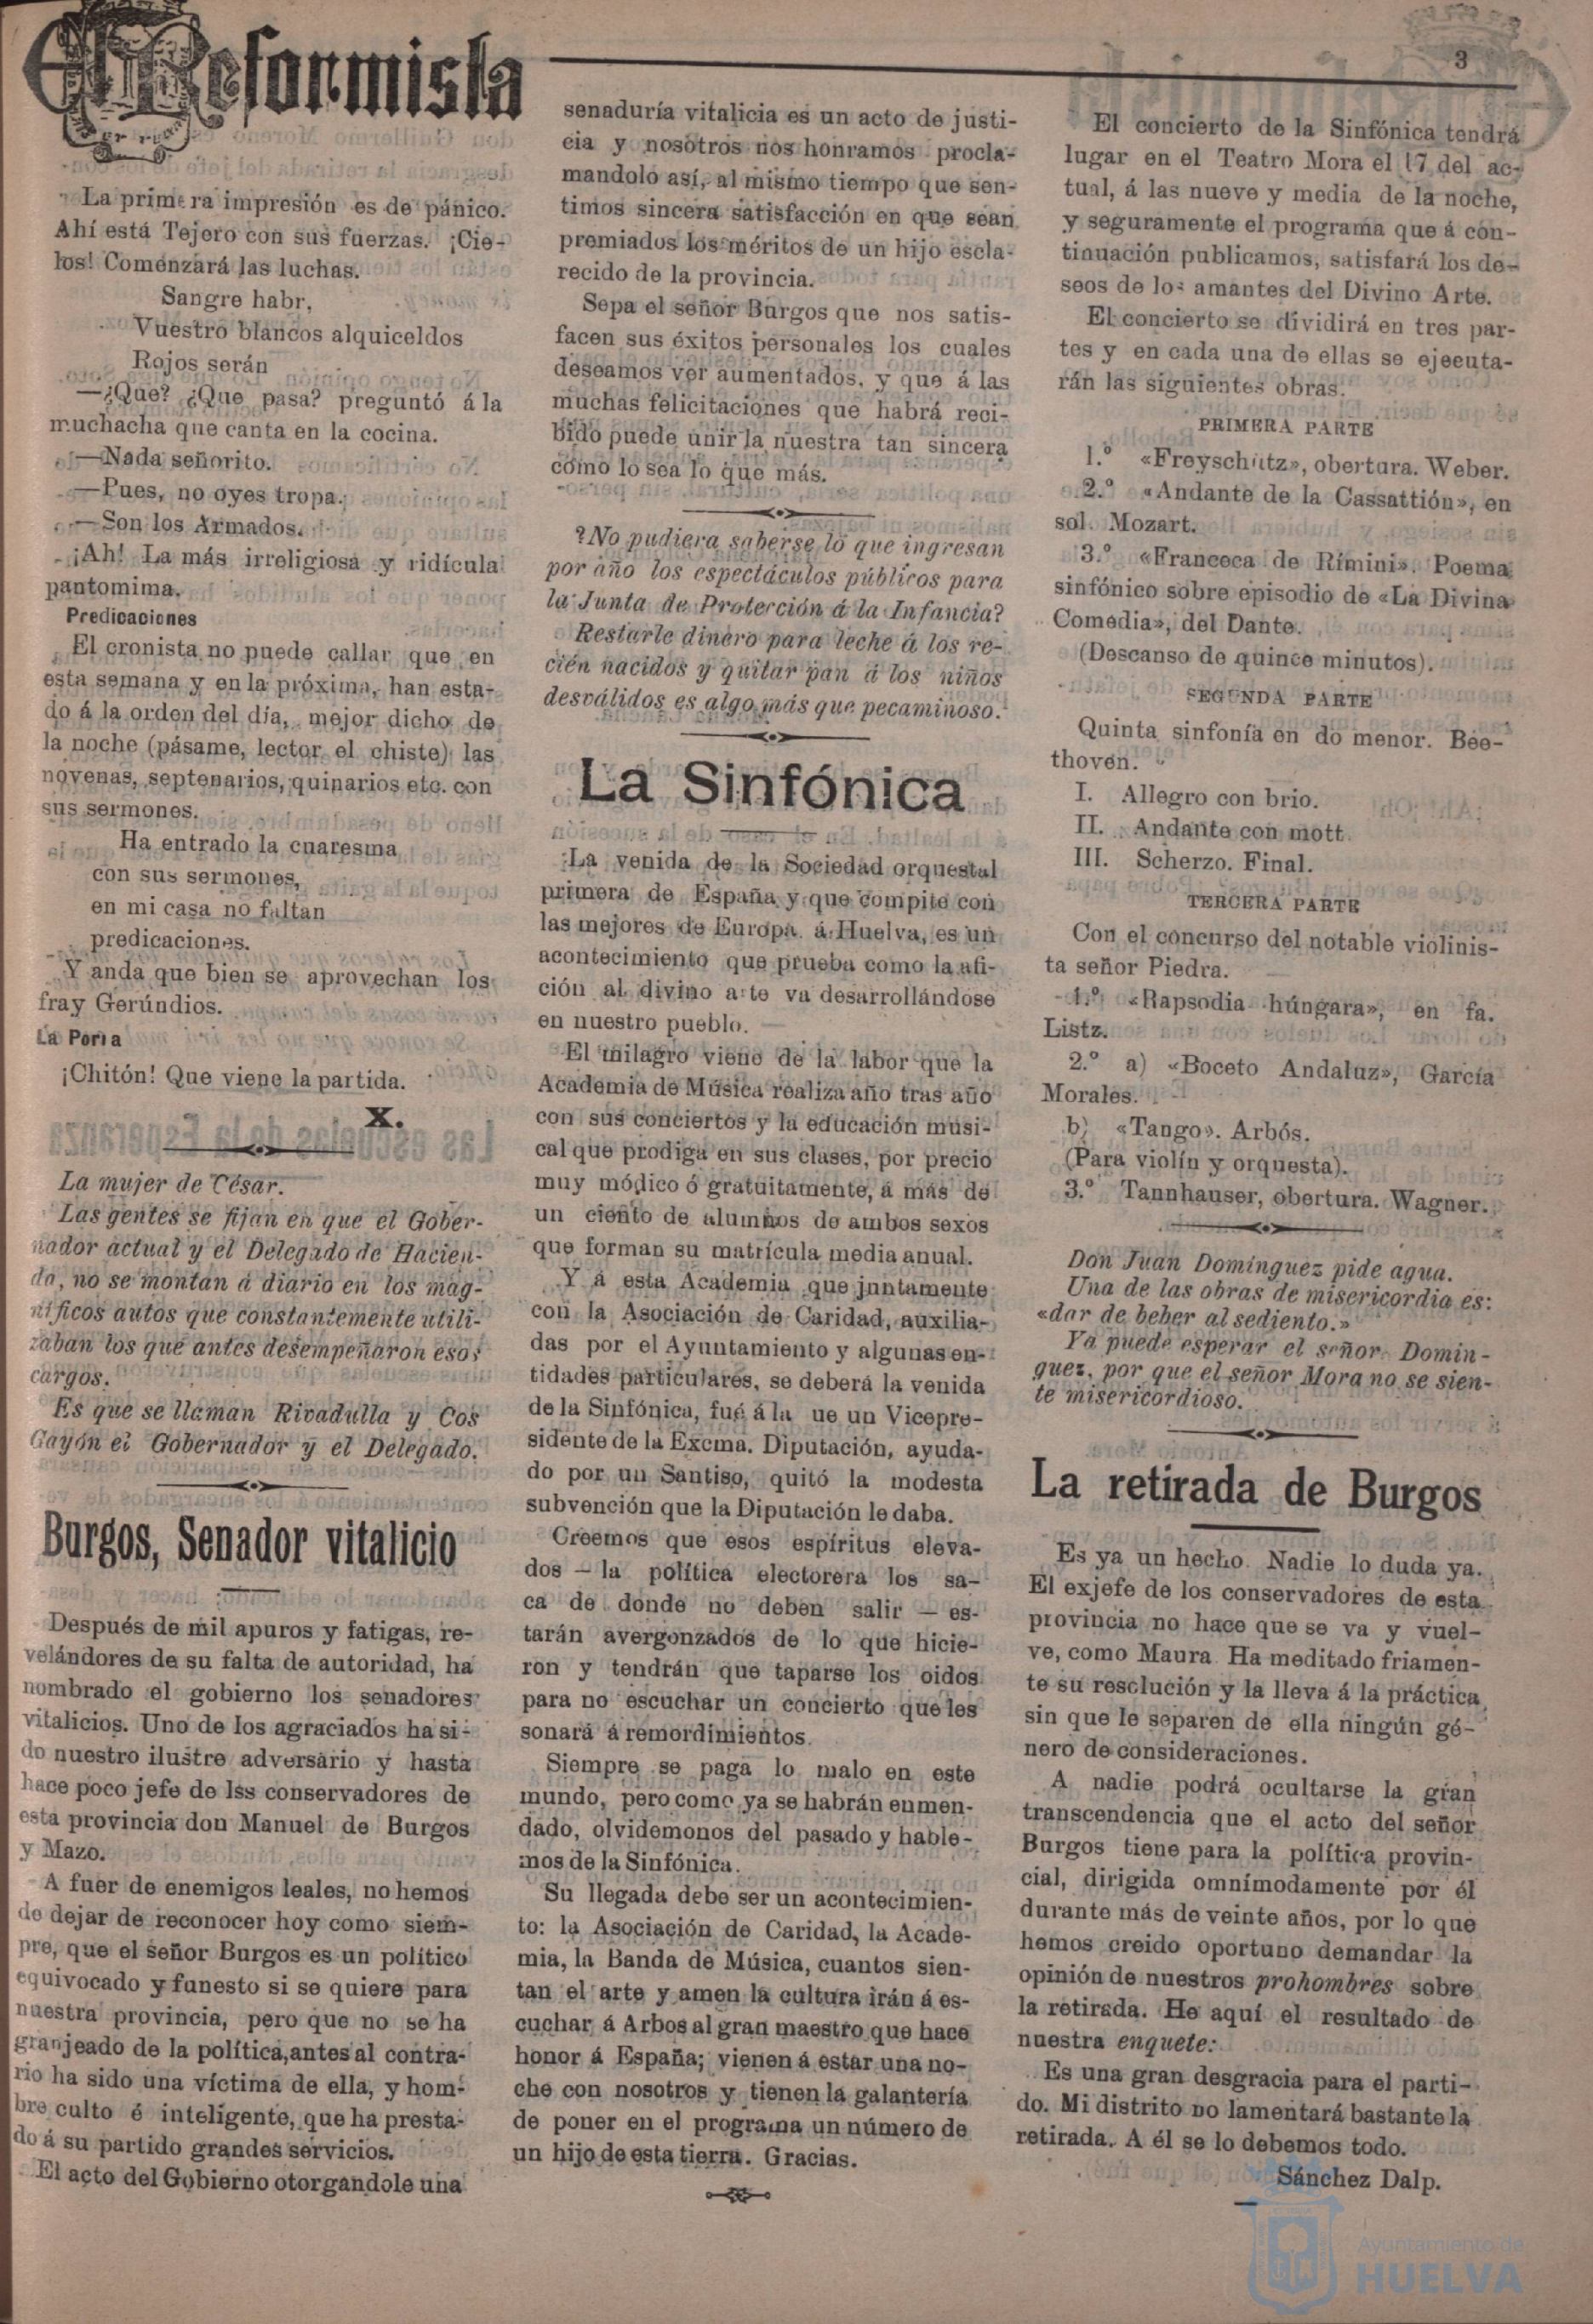 El Reformista
3
La primera impresión es de pánico.
Ahí está Tejero con sus fuerzas. ¡Cie-
los! Comenzará las luchas.
Sangre habr,
Vuestro blancos alquiceldos
Rojos serán
—¿Que? ¿Que pasa? preguntó á la
muchacha que canta en la cocina.
—Nada señorito.
—Pues, no oyes tropa.
—Son los Armados.
¡Ah! La más irreligiosa y ridícula
pantomima.
Predicaciones
El cronista no puede callar que en
esta semana y en la próxima, han esta-
do á la orden del día, mejor dicho de
la noche (pásame, lector el chiste) las
novenas, septenarios, quinarios etc. con
sus sermones.
Ha entrado la cuaresma
con sus sermones,
en mi casa no faltan
predicaciones.
Y anda que bien se aprovechan los
fray Gerúndios.
La Porra
¡Chitón! Que viene la partida.
X.
La mujer de César.
Las gentes se fijan en que el Gober-
nador actual y el Delegado de Hacien-
da, no se montan á diario en los mag-
níficos autos que constantemente utili-
zaban los que antes desempeñaron esos
cargos.
Es que se llaman Rivadulla y Cos
Gayón el Gobernador y el Delegado.
Burgos, Senador vitalicio
Después de mil apuros y fatigas, re-
velándores de su falta de autoridad, ha
nombrado el gobierno los senadores
vitalicios. Uno de los agraciados ha si-
do nuestro ilustre adversario y hasta
hace poco jefe de lss conservadores de
esta provincia don Manuel de Burgos
y Mazo.
A fuer de enemigos leales, no hemos
de dejar de reconocer hoy como siem-
pre, que el señor Burgos es un político
equivocado y funesto si se quiere para
nuestra provincia, pero que no se ha
granjeado de la política, antes al contra-
rio ha sido una víctima de ella, y hom-
bre culto é inteligente, que ha presta-
do á su partido grandes servicios.
El acto del Gobierno otorgandole una
senaduría vitalicia es un acto de justi-
cia y nosotros nos honramos procla-
mandolo así, al mismo tiempo que sen-
timos sincera satisfacción en que sean
premiados los méritos de un hijo escla-
recido de la provincia.
Sepa el señor Burgos que nos satis-
facen sus éxitos personales los cuales
deseamos ver aumentados, y que á las
muchas felicitaciones que habrá reci-
bido puede unir la nuestra tan sincera
como lo sea lo que más.
?No pudiera saberse lo que ingresan
por año los espectáculos públicos para
la Junta de Protección á la Infancia?
Restarle dinero para leche á los re-
cién nacidos y quitar pan á los niños
desválidos es algo más que pecaminoso.
La Sinfónica
La venida de la Sociedad orquestal
primera de España y que compite con
las mejores de Europa á Huelva, es un
acontecimiento que prueba como la afi-
ción al divino arte va desarrollándose
en nuestro pueblo.
El milagro viene de la labor que la
Academia de Música realiza año tras año
con sus conciertos y la educación musi-
cal que prodiga en sus clases, por precio
muy módico ó gratuitamente, á más de
un ciento de alumnos de ambos sexos
que forman su matrícula media anual.
Y á esta Academia que jnntamente
con la Asociación de Caridad, auxilia-
das por el Ayuntamiento y algunas en-
tidades particulares, se deberá la venida
de la Sinfónica, fué á la ue un Vicepre-
sidente de la Excma. Diputación, ayuda-
do por un Santiso, quitó la modesta
subvención que la Diputación le daba.
Creemos que esos espíritus eleva-
dos — la política electorera los sa-
ca de donde no deben salir — es-
tarán avergonzados de lo que hicie-
ron y tendrán que taparse los oidos
para no escuchar un concierto que les
sonará á remordimientos.
Siempre se paga lo malo en este
mundo, pero como ya se habrán enmen-
dado, olvidemonos del pasado y hable-
mos de la Sinfónica.
Su llegada debe ser un acontecimien-
to: la Asociación de Caridad, la Acade-
mia, la Banda de Música, cuantos sien-
tan el arte y amen la cultura irán á es-
cuchar á Arbos al gran maestro que hace
honor á España; vienen á estar una no-
che con nosotros y tienen la galantería
de poner en el programa un número de
un hijo de esta tierra. Gracias.
El concierto de la Sinfónica tendrá
lugar en el Teatro Mora el 17 del ac-
tual, á las nueve y media de la noche,
y seguramente el programa que á con-
tinuación publicamos, satisfará los de-
seos de los amantes del Divino Arte.
El concierto se dividirá en tres par-
tes y en cada una de ellas se ejecuta-
rán las siguientes obras.
PRIMERA PARTE
1.º «Freyschütz», obertura. Weber.
2.º «Andante de la Cassattión», en
sol. Mozart.
3.º «Franceca de Rímini». Poema
sinfónico sobre episodio de «La Divina
Comedia», del Dante.
(Descanso de quince minutos).
SEGUNDA PARTE
Quinta sinfonía en do menor. Bee-
thoven.
I. Allegro con brio.
II. Andante con mott
III. Scherzo. Final.
TERCERA PARTE
Con el concurso del notable violinis-
ta señor Piedra.
1.º «Rapsodia húngara», en fa.
Listz.
2.º a) «Boceto Andaluz», García
Morales.
b) «Tango». Arbós.
(Para violín y orquesta).
3.º Tannhauser, obertura. Wagner.
Don Juan Domínguez pide agua.
Una de las obras de misericordia es:
«dar de beber al sediento.»
Ya puede esperar el señor Domin-
guez, por que el señor Mora no se sien-
te misericordioso.
La retirada de Burgos
Es ya un hecho. Nadie lo duda ya.
El exjefe de los conservadores de esta
provincia no hace que se va y vuel-
ve, como Maura. Ha meditado friamen-
te su resclución y la lleva á la práctica
sin que le separen de ella ningún gé-
nero de consideraciones.
A nadie podrá ocultarse la gran
transcendencia que el acto del señor
Burgos tiene para la política provin-
cial, dirigida omnímodamente por él
durante más de veinte años, por lo que
hemos creido oportuno demandar la
opinión de nuestros prohombres sobre
la retirada. He aquí el resultado de
nuestra enquete:
Es una gran desgracia para el parti-
do. Mi distrito no lamentará bastante la
retirada. A él se lo debemos todo.
Sánchez Dalp.
Ayuntamiento de
HUELVA